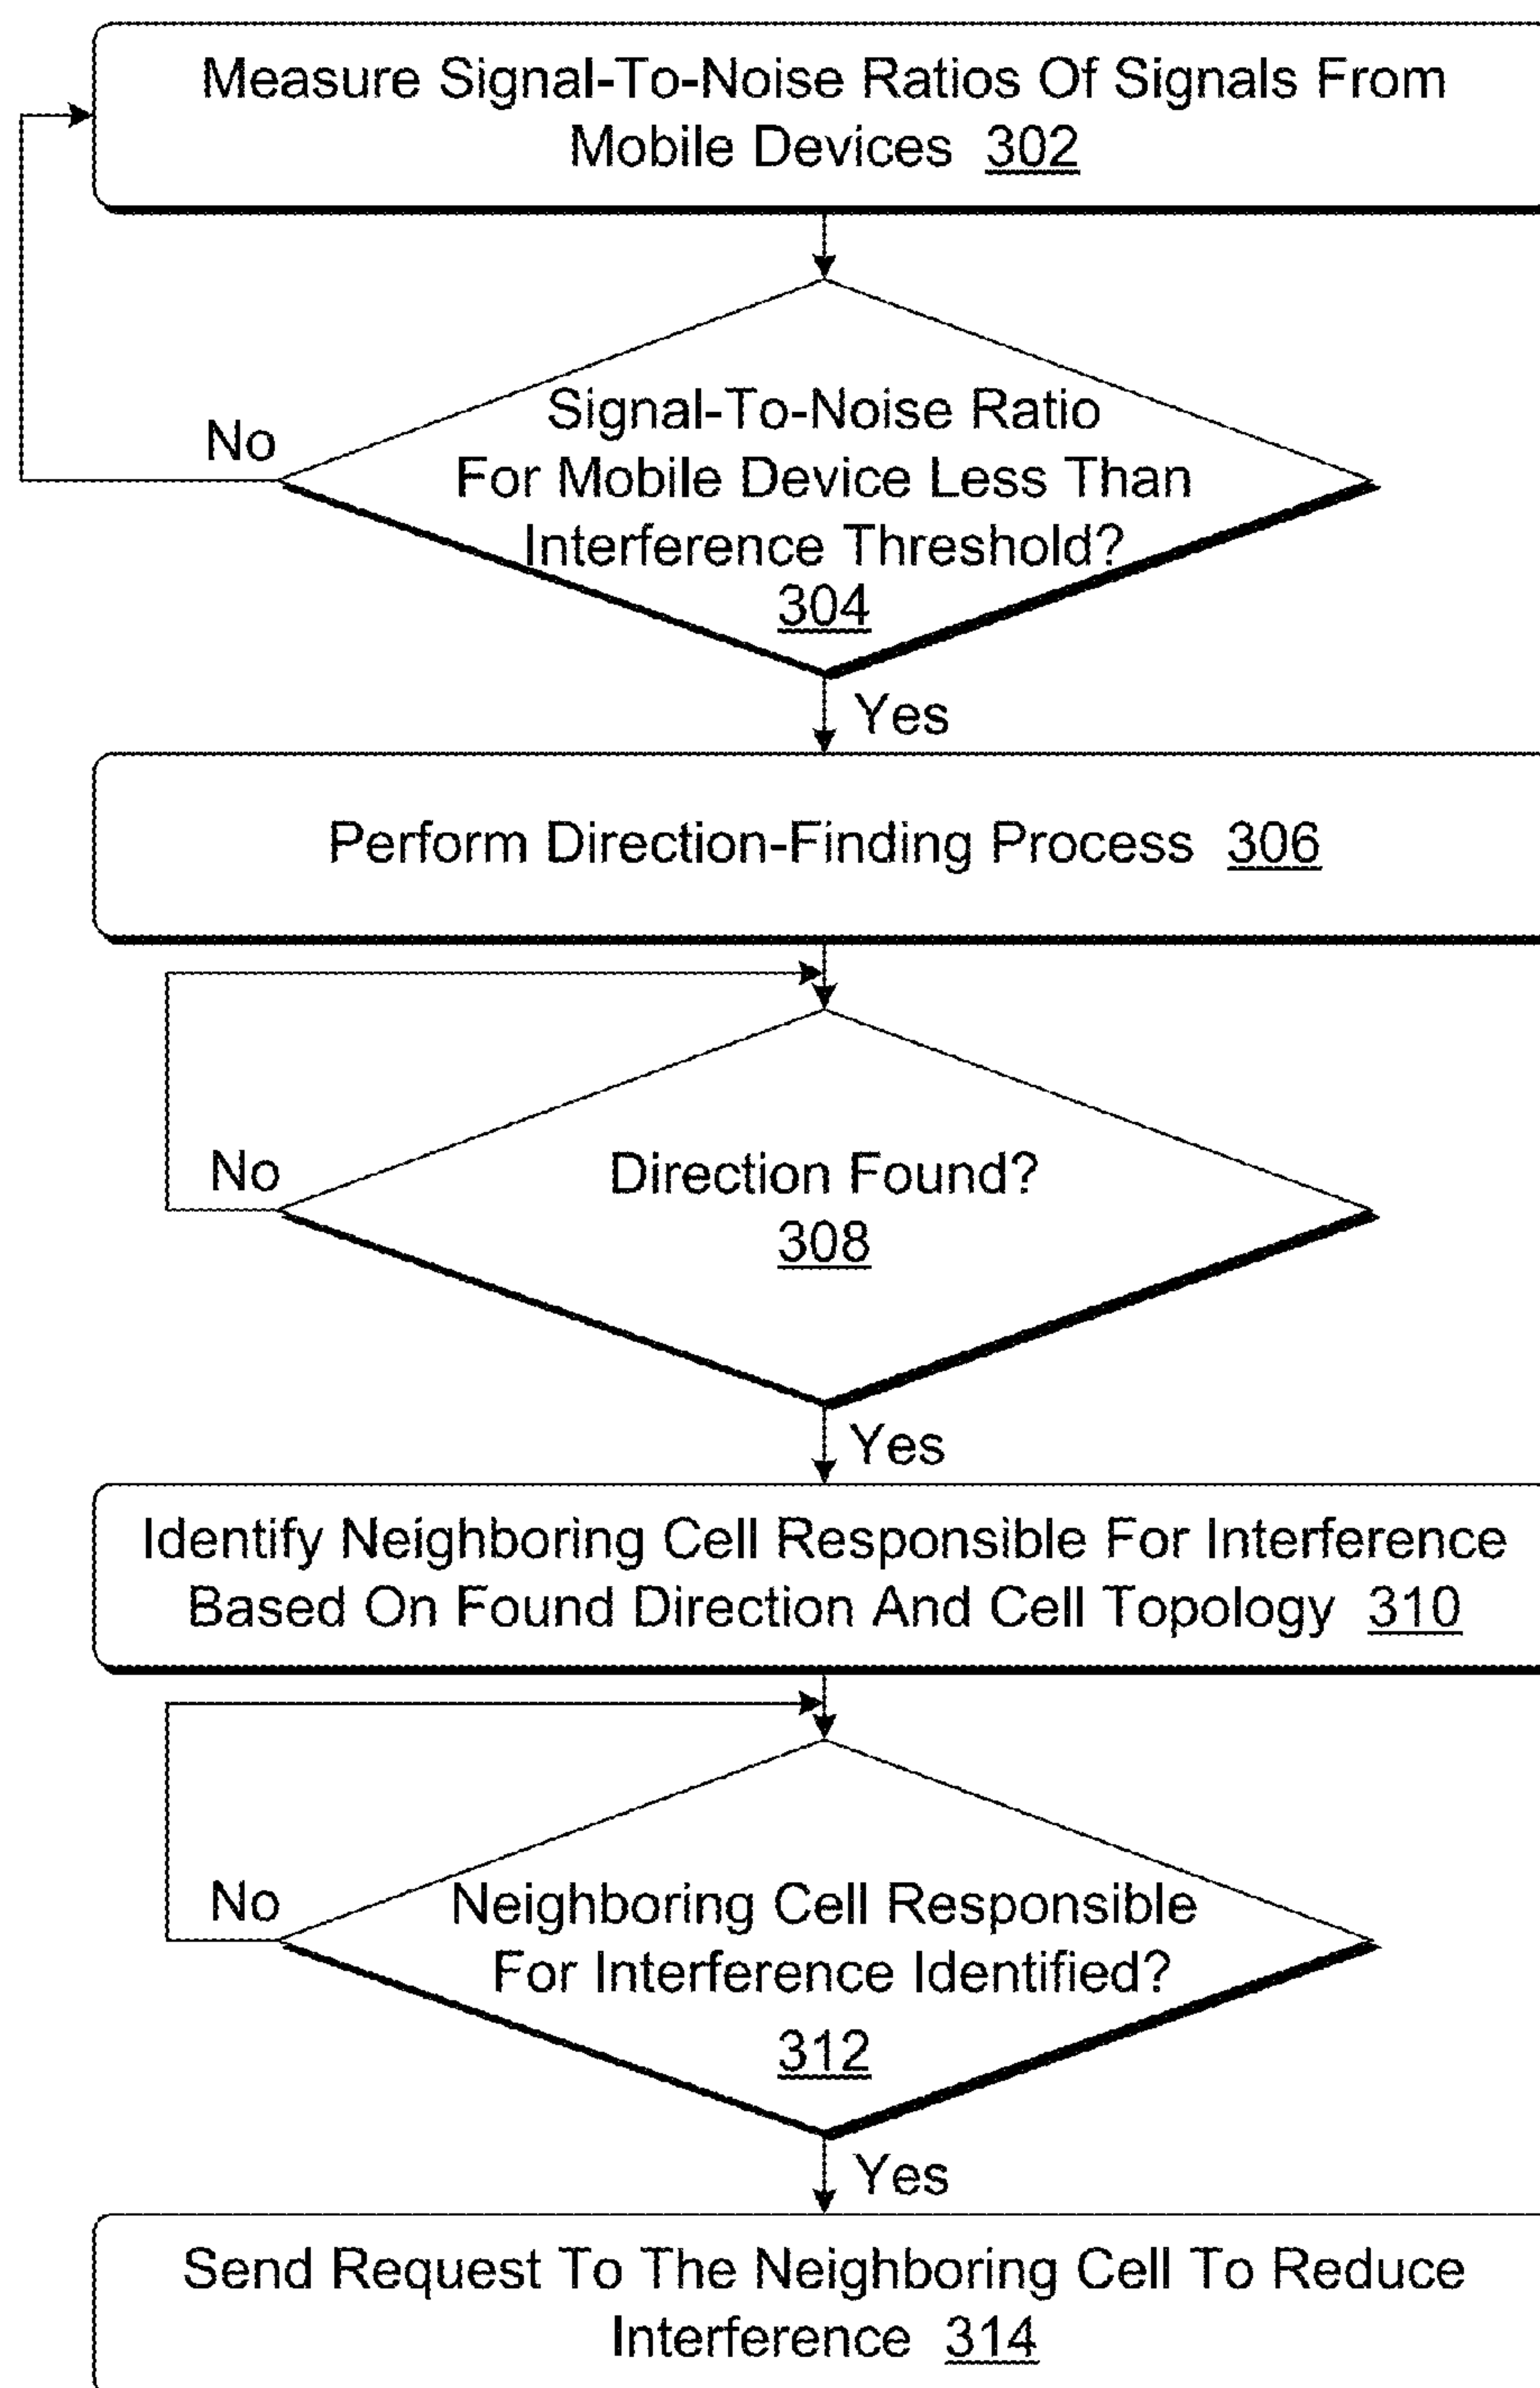 Measure Signal-To-Noise Ratios Of Signals From
Mobile Devices 302
Signal-To-Noise Ratio
For Mobile Device Less Than
Interference Threshold?
304
No
Yes
Perform Direction-Finding Process 306
Direction Found?
308
No
Yes
Identify Neighboring Cell Responsible For Interference
Based On Found Direction And Cell Topology 310
Neighboring Cell Responsible
For Interference Identified?
312
No
Yes
Send Request To The Neighboring Cell To Reduce
Interference 314